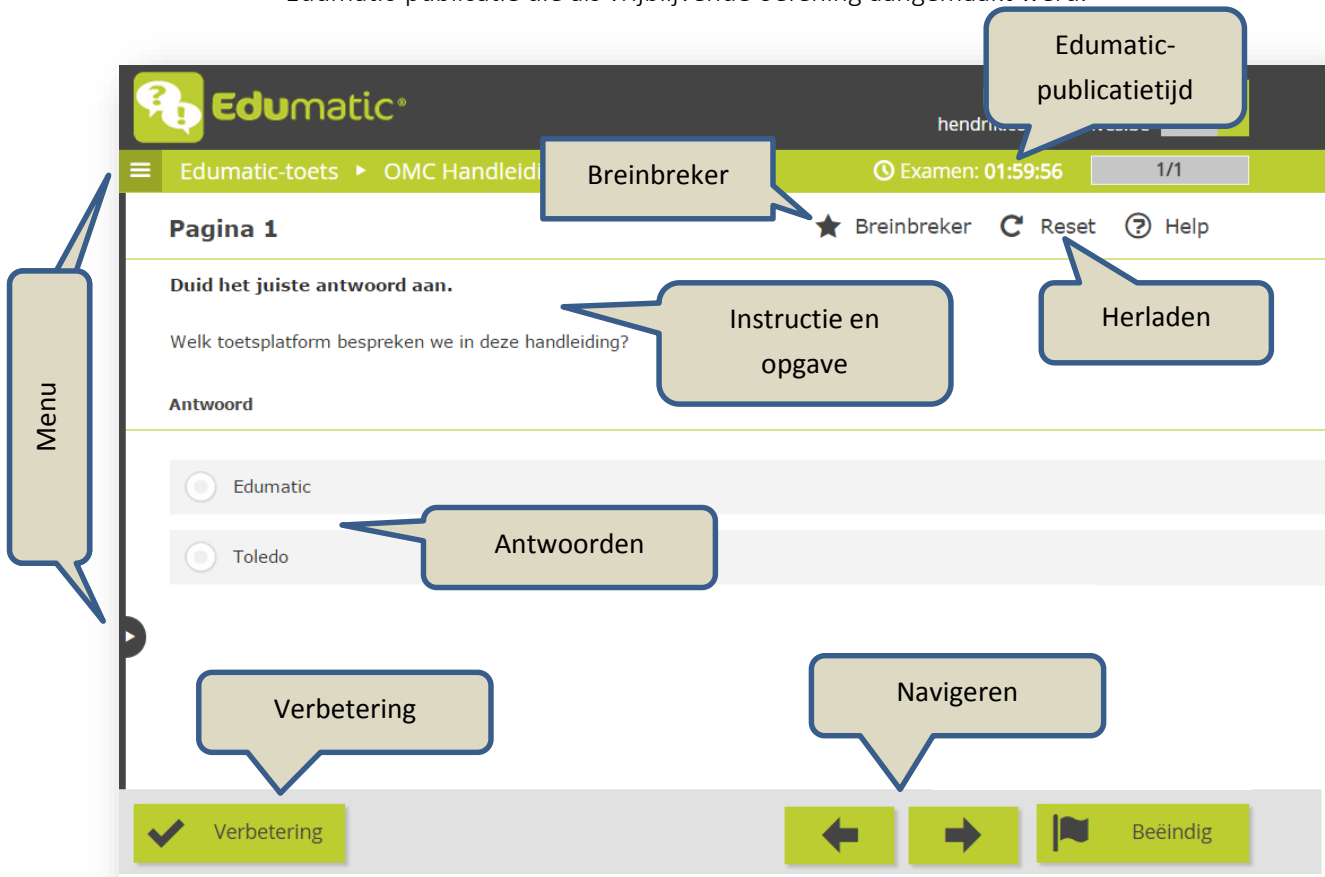 Edumatic-
publicatietijd
Edumatic®
Edumatic-toets ▸ OMC
Breinbreker
Examen: 01:59:56
1/1
Pagina 1
Breinbreker
Reset
Help
Duid het juiste antwoord aan.
Instructie en
opgave
Herladen
Welk toetsplatform bespreken we in deze handleiding?
Menu
Antwoord
Edumatic
Antwoorden
Toledo
Verbetering
Navigeren
Verbetering
Beëindig